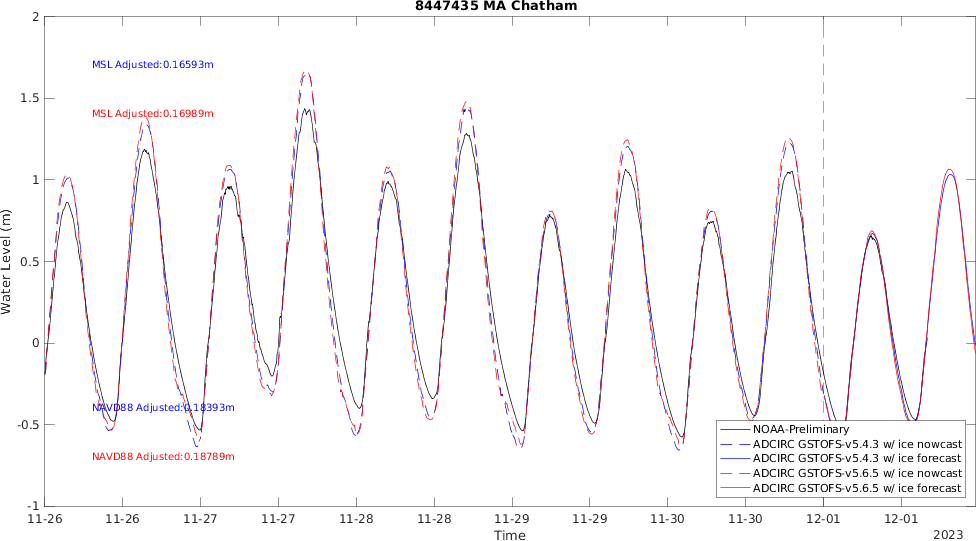 8447435 MA Chatham
2
1.5
1
0.5
0
-0.5
-1
Water Level (m)
MSL Adjusted:0.16593m
MSL Adjusted:0.16989m
NAVD88 Adjusted:0.18393m
NAVD88 Adjusted:0.18789m
NOAA-Preliminary
ADCIRC GSTOFS-v5.4.3 w/ ice nowcast
ADCIRC GSTOFS-v5.4.3 w/ ice forecast
ADCIRC GSTOFS-v5.6.5 w/ ice nowcast
ADCIRC GSTOFS-v5.6.5 w/ ice forecast
11-26 11-26 11-27 11-27 11-28 11-28 11-29 11-29 11-30 11-30 12-01 12-01
Time
2023